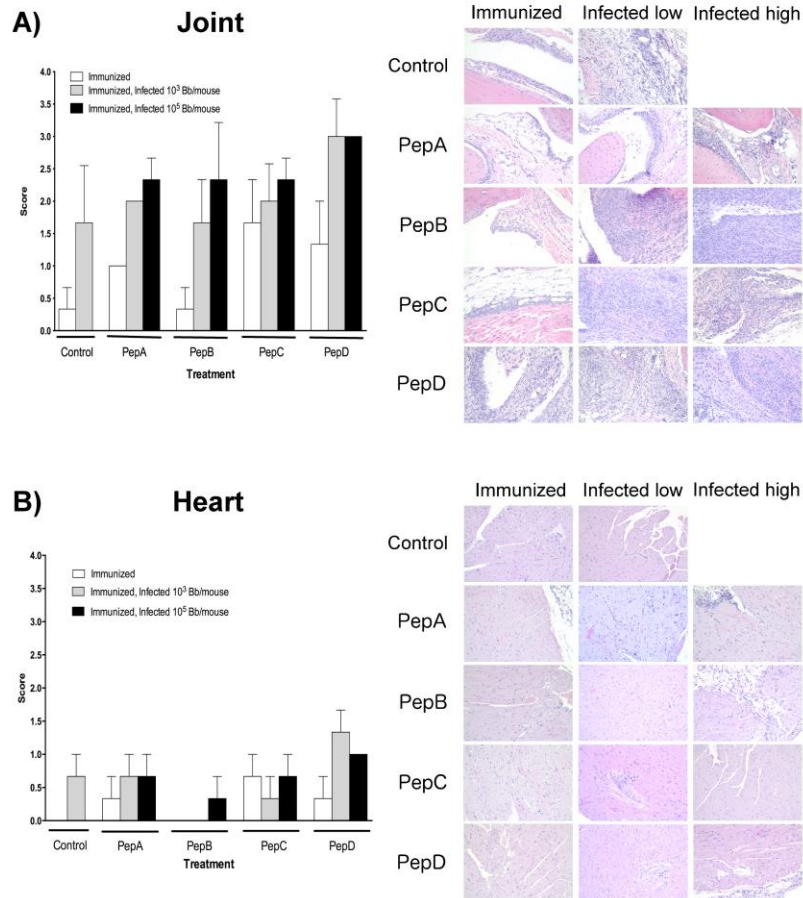 A) Joint
Immunized
Immunized, Infected 10³ Bb/mouse
Immunized, Infected 10⁵ Bb/mouse
Score
4.0
3.5
3.0
2.5
2.0
1.5
1.0
0.5
0.0
Control PepA PepB PepC PepD
Treatment
Immunized Infected low Infected high
Control
PepA
PepB
PepC
PepD
B) Heart
Immunized
Immunized, Infected 10³ Bb/mouse
Immunized, Infected 10⁵ Bb/mouse
Score
4.0
3.5
3.0
2.5
2.0
1.5
1.0
0.5
0.0
Control PepA PepB PepC PepD
Treatment
Immunized Infected low Infected high
Control
PepA
PepB
PepC
PepD